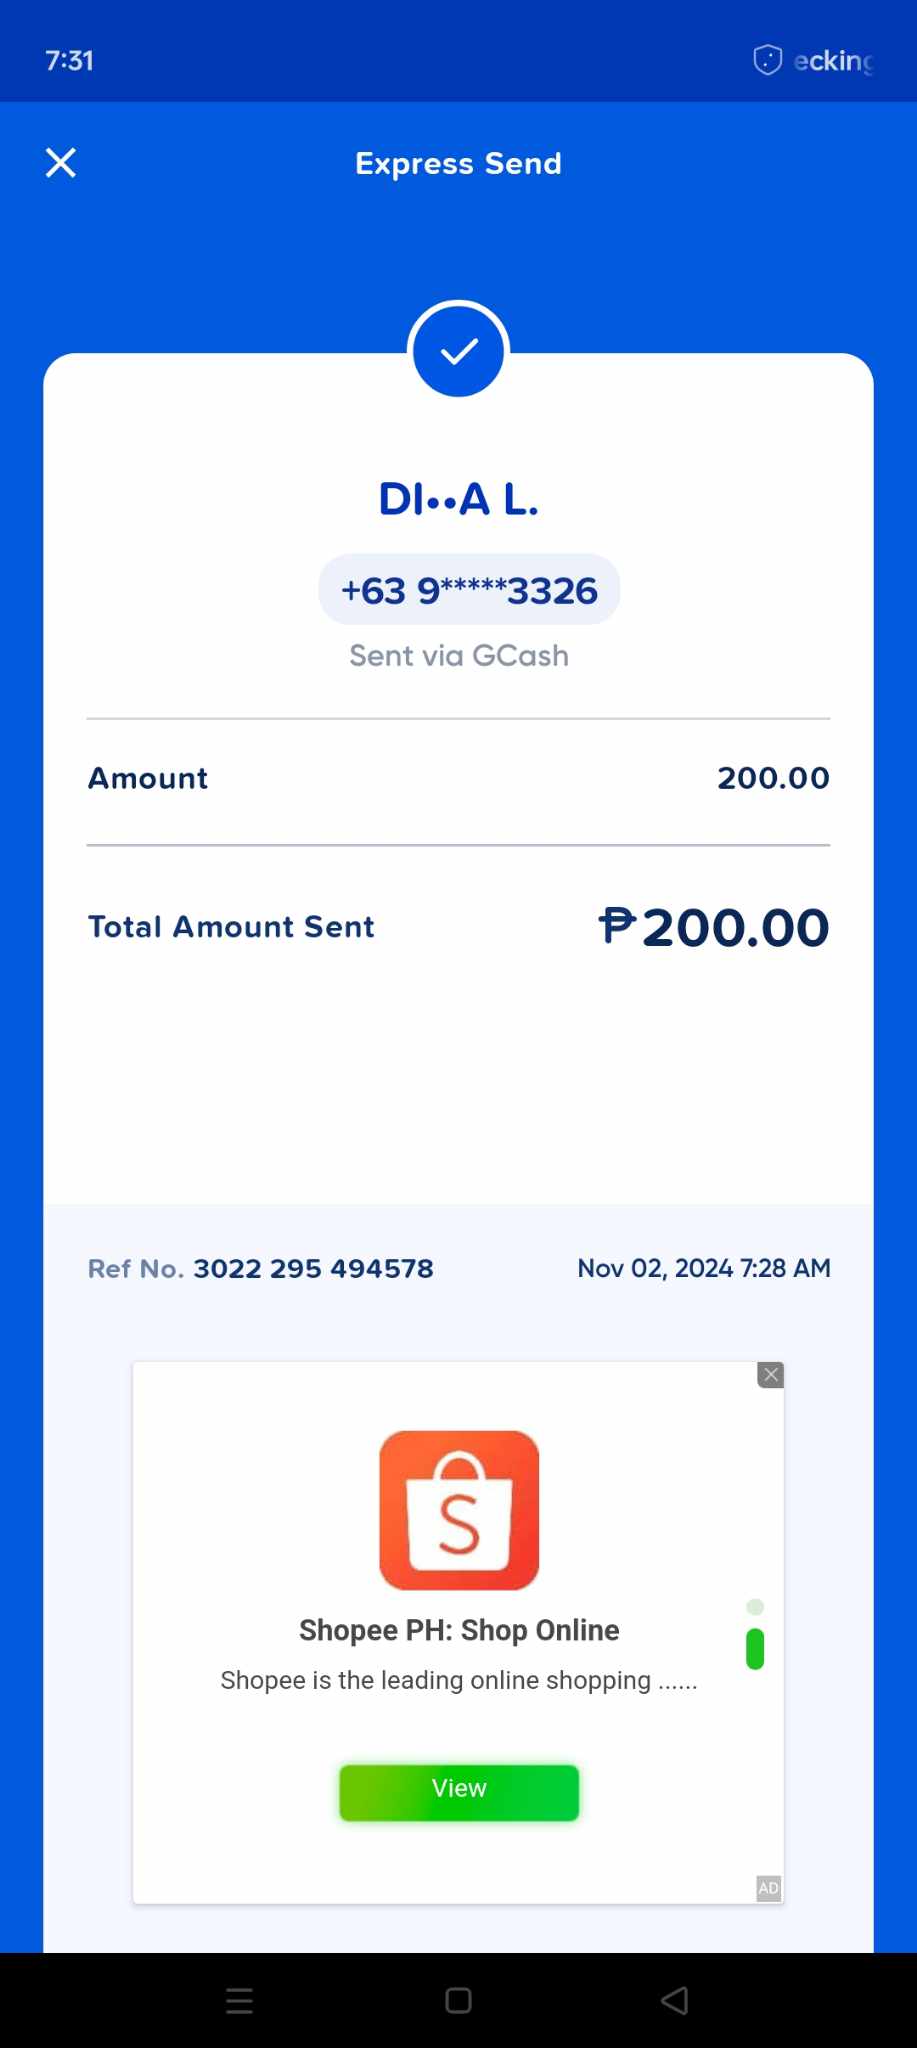 7:31
ecking
Express Send
DI••A L.
+63 9*****3326
Sent via GCash
Amount 200.00
Total Amount Sent ₱200.00
Ref No. 3022 295 494578 Nov 02, 2024 7:28 AM
S
Shopee PH: Shop Online
Shopee is the leading online shopping ......
View
AD